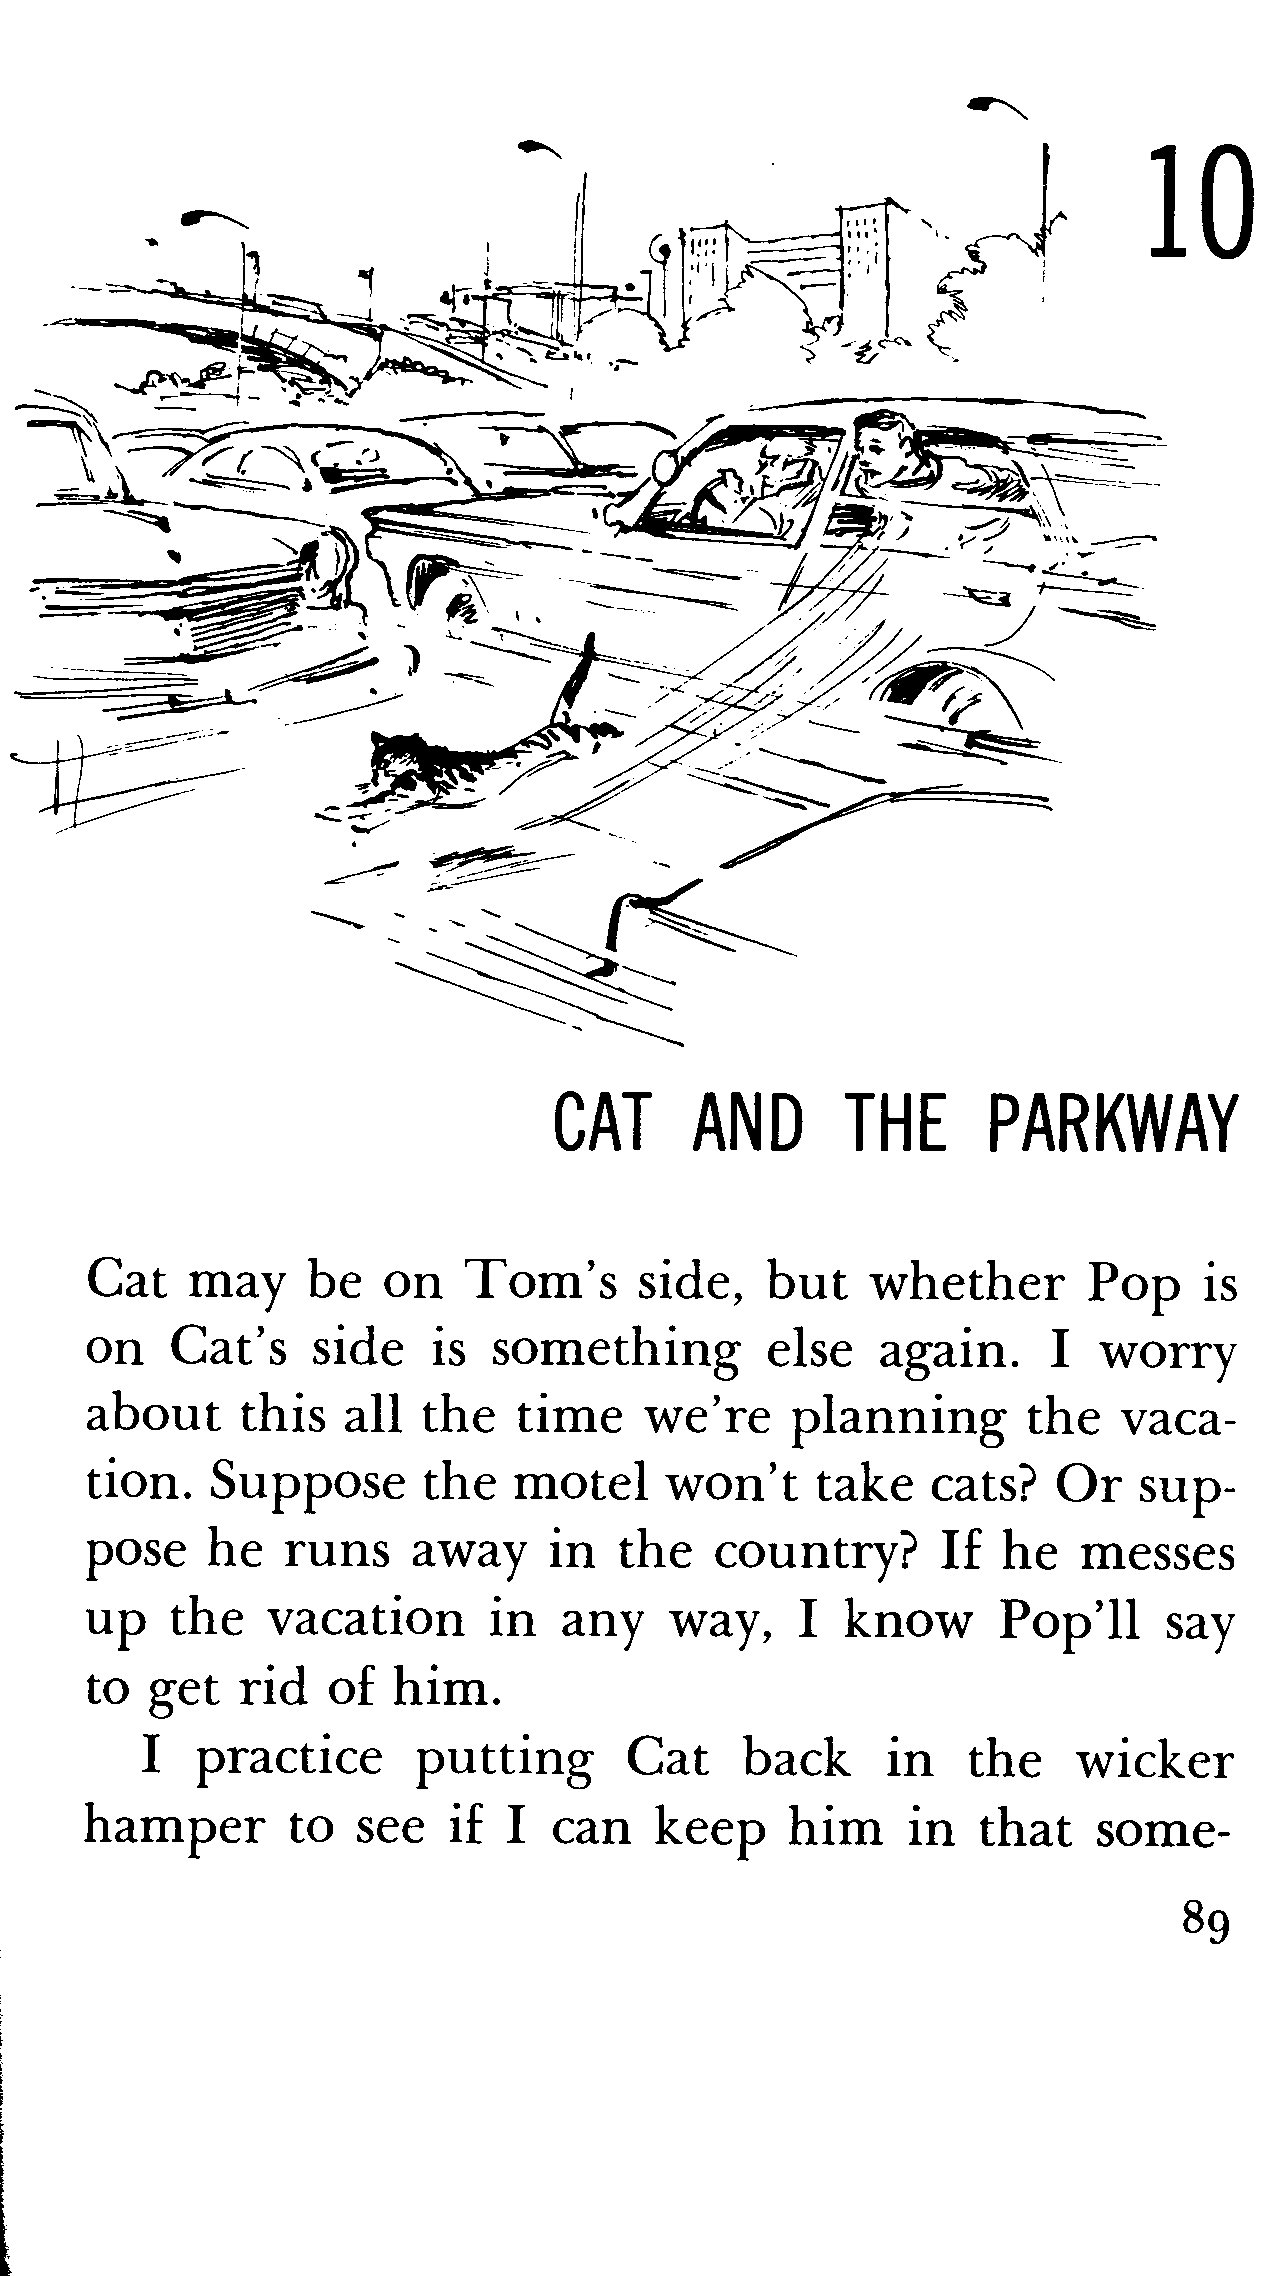 10
CAT AND THE PARKWAY
Cat may be on Tom's side, but whether Pop is
on Cat's side is something else again. I worry
about this all the time we're planning the vaca-
tion. Suppose the motel won't take cats? Or sup-
pose he runs away in the country? If he messes
up the vacation in any way, I know Pop'll say
to get rid of him.
I practice putting Cat back in the wicker
hamper to see if I can keep him in that some-
89